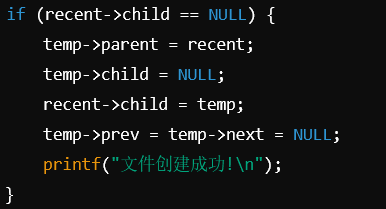 if (recent->child == NULL) {
    temp->parent = recent;
    temp->child = NULL;
    recent->child = temp;
    temp->prev = temp->next = NULL;
    printf("文件创建成功!\n");
}